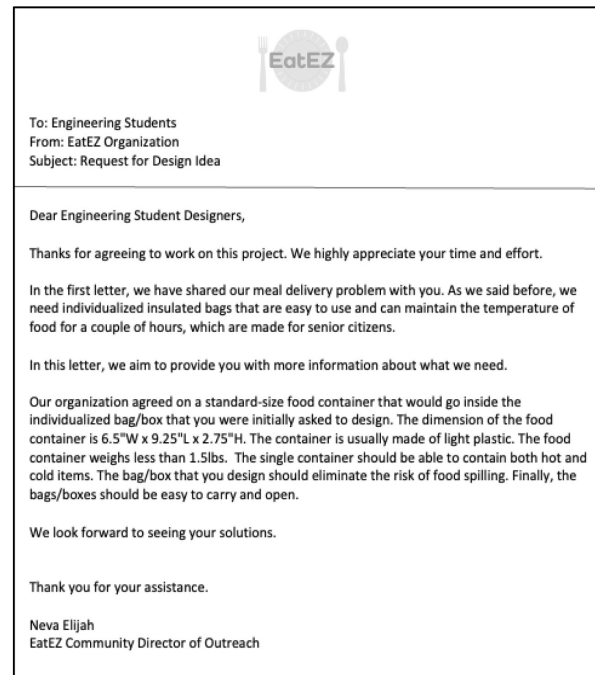 EatEZ
To: Engineering Students
From: EatEZ Organization
Subject: Request for Design Idea
Dear Engineering Student Designers,
Thanks for agreeing to work on this project. We highly appreciate your time and effort.
In the first letter, we have shared our meal delivery problem with you. As we said before, we
need individualized insulated bags that are easy to use and can maintain the temperature of
food for a couple of hours, which are made for senior citizens.
In this letter, we aim to provide you with more information about what we need.
Our organization agreed on a standard-size food container that would go inside the
individualized bag/box that you were initially asked to design. The dimension of the food
container is 6.5"W x 9.25"L x 2.75"H. The container is usually made of light plastic. The food
container weighs less than 1.5lbs.  The single container should be able to contain both hot and
cold items. The bag/box that you design should eliminate the risk of food spilling. Finally, the
bags/boxes should be easy to carry and open.
We look forward to seeing your solutions.
Thank you for your assistance.
Neva Elijah
EatEZ Community Director of Outreach